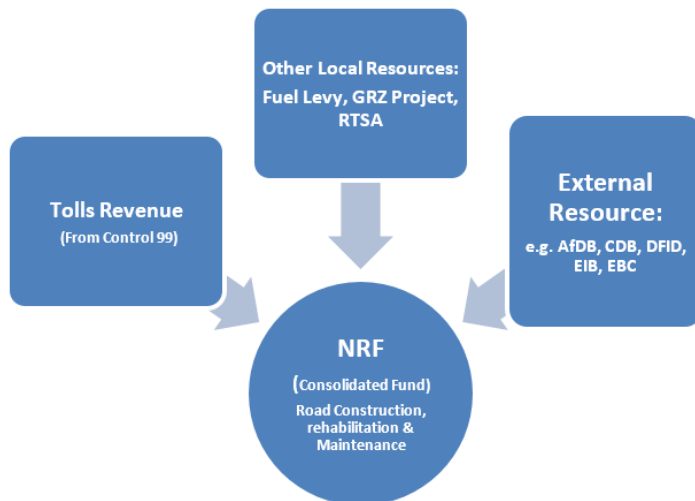 Other Local Resources:
Fuel Levy, GRZ Project,
RTSA
Tolls Revenue
(From Control 99)
External
Resource:
e.g. AfDB, CDB, DFID,
EIB, EBC
NRF
(Consolidated Fund)
Road Construction,
rehabilitation &
Maintenance